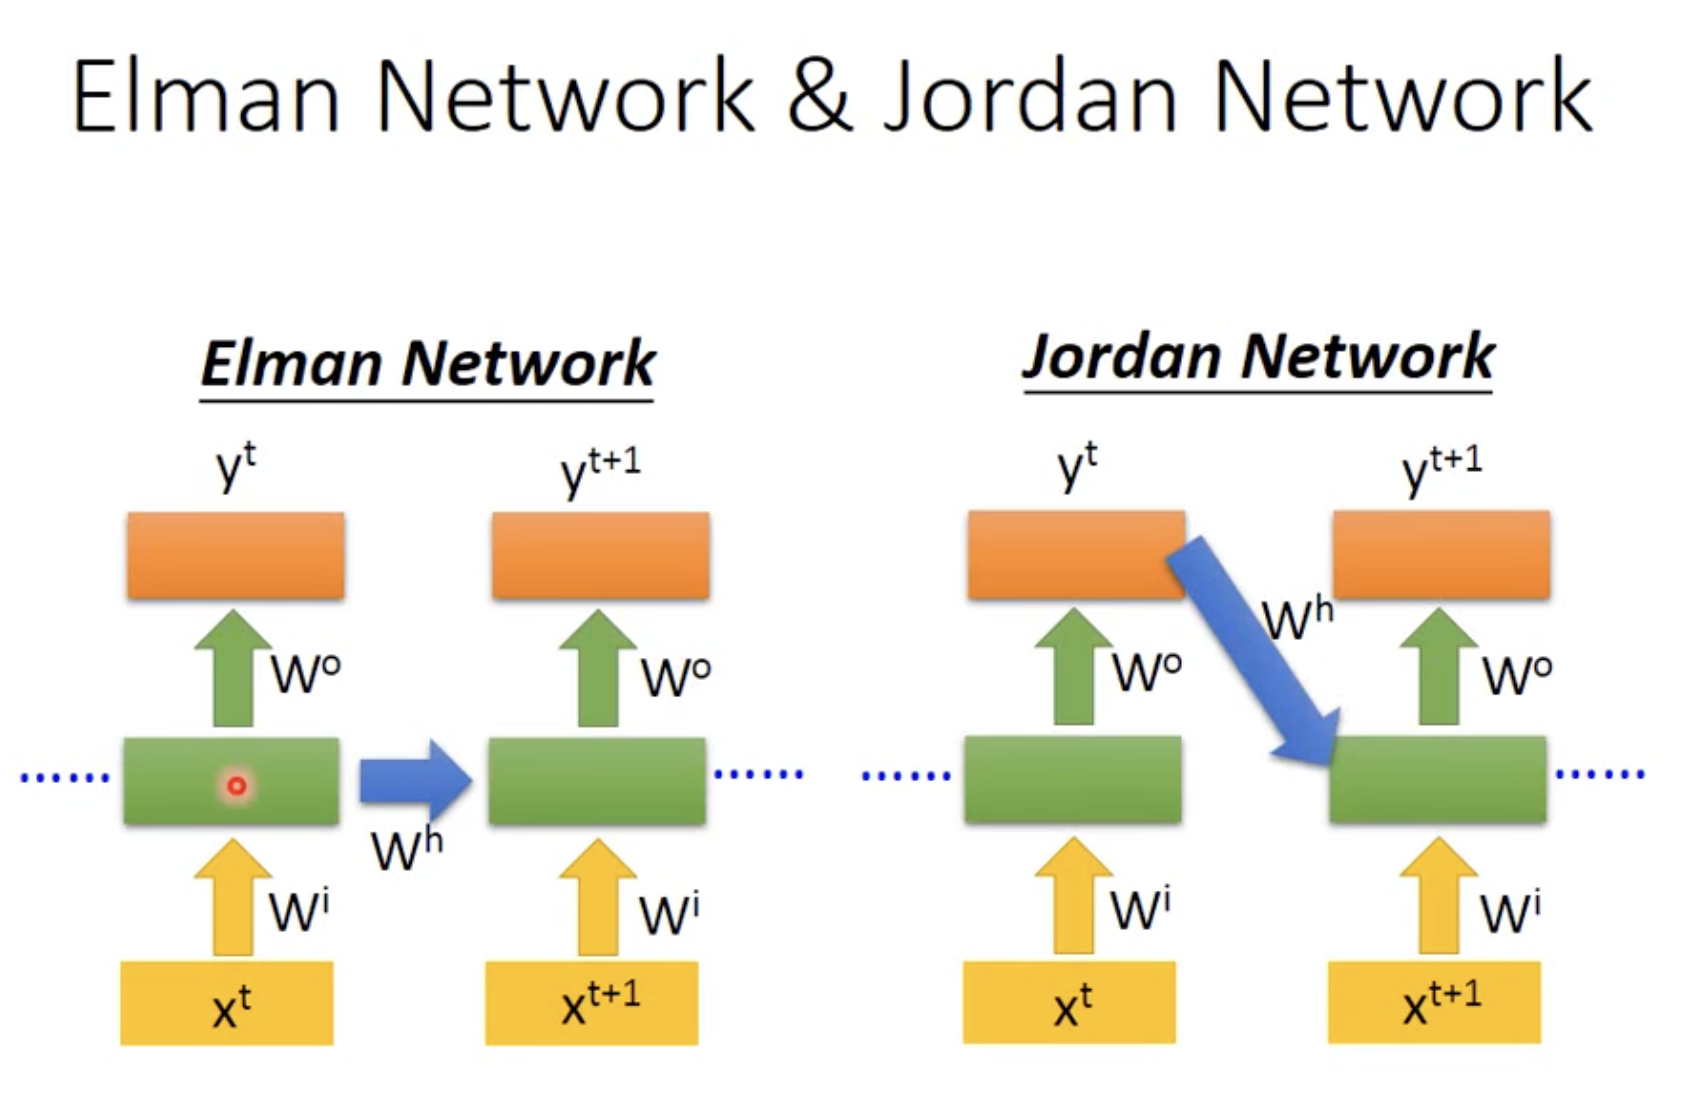 Elman Network & Jordan Network
Elman Network
y^t y^t+1
W^o W^o
W^h
W^i W^i
x^t x^t+1
Jordan Network
y^t y^t+1
W^h
W^o W^o
W^i W^i
x^t x^t+1